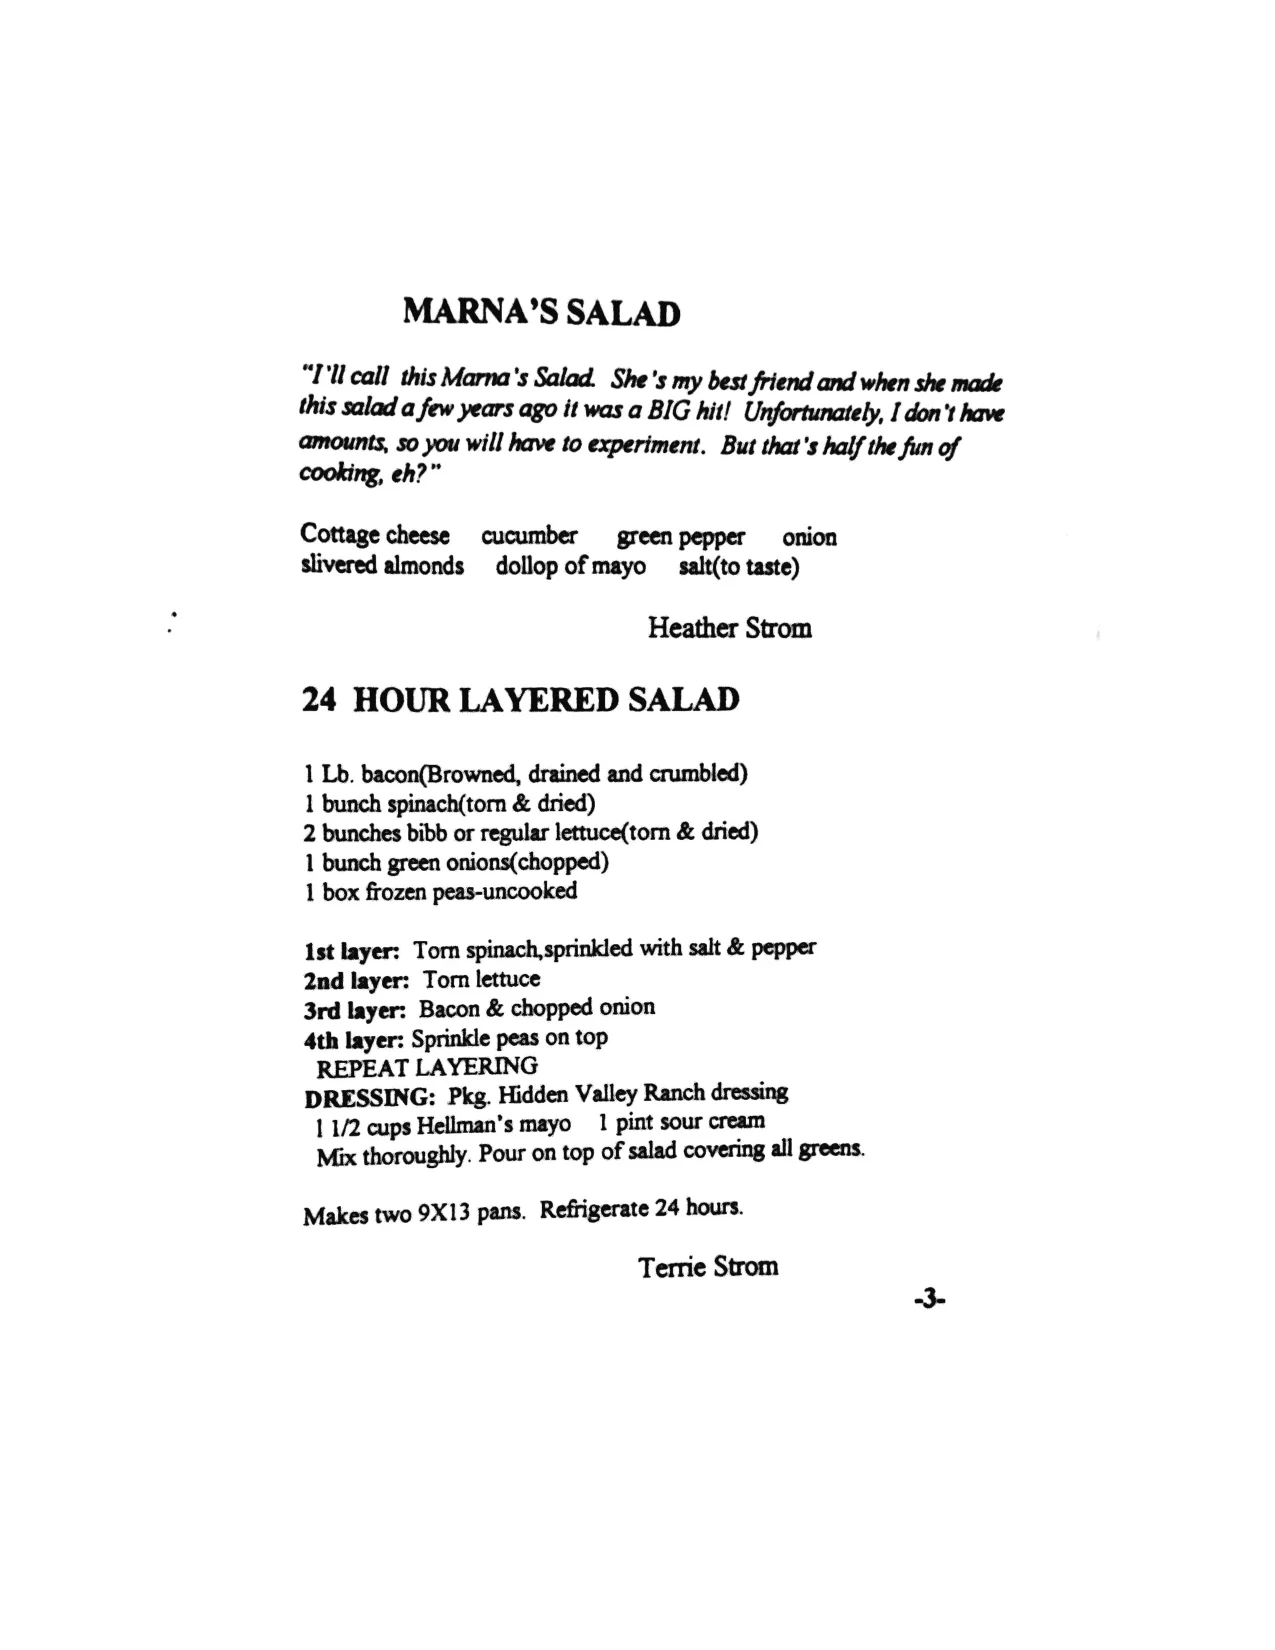 MARNA'S SALAD
"I'll call this Marna's Salad. She's my best friend and when she made
this salad a few years ago it was a BIG hit! Unfortunately, I don't have
amounts, so you will have to experiment. But that's half the fun of
cooking, eh?"
Cottage cheese cucumber green pepper onion
slivered almonds dollop of mayo salt(to taste)
Heather Strom
24 HOUR LAYERED SALAD
1 Lb. bacon(Browned, drained and crumbled)
1 bunch spinach(torn & dried)
2 bunches bibb or regular lettuce(torn & dried)
1 bunch green onions(chopped)
1 box frozen peas-uncooked
1st layer: Torn spinach,sprinkled with salt & pepper
2nd layer: Torn lettuce
3rd layer: Bacon & chopped onion
4th layer: Sprinkle peas on top
REPEAT LAYERING
DRESSING: Pkg. Hidden Valley Ranch dressing
1 1/2 cups Hellman's mayo 1 pint sour cream
Mix thoroughly. Pour on top of salad covering all greens.
Makes two 9X13 pans. Refrigerate 24 hours.
Terrie Strom
-3-